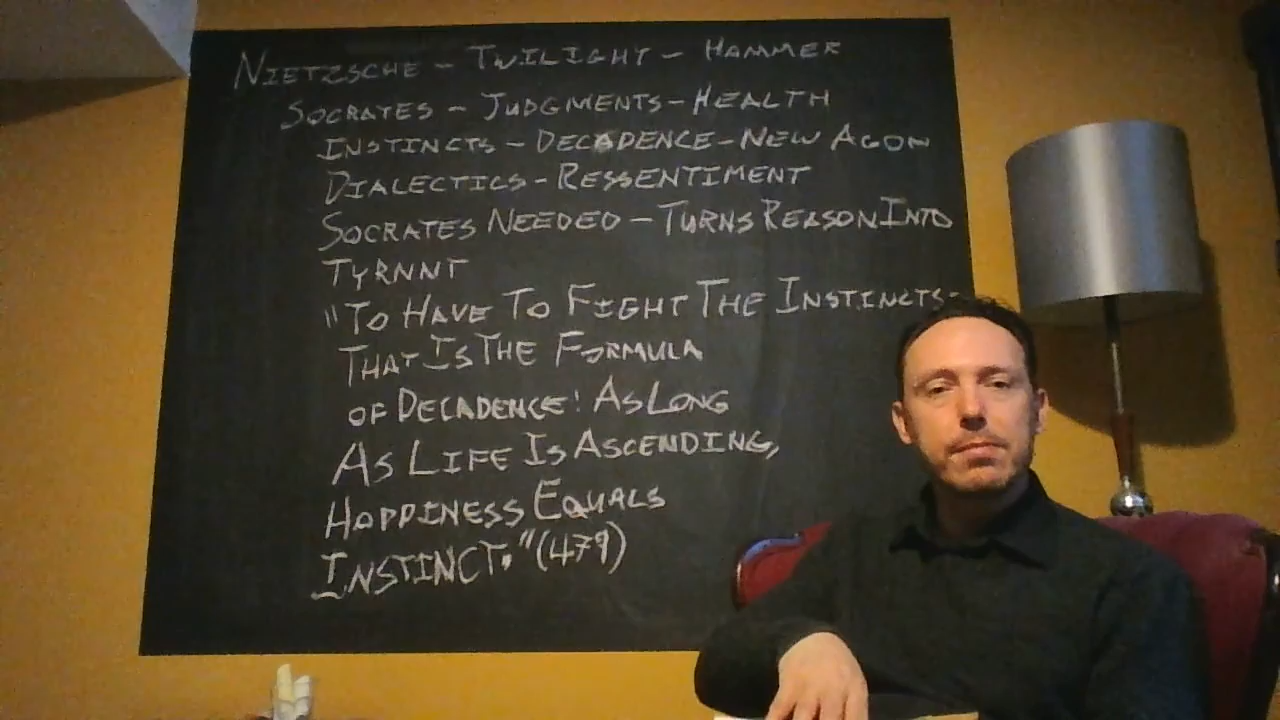 NIETZSCHE - TWILIGHT - HAMMER
SOCRATES - JUDGMENTS - HEALTH
INSTINCTS - DECADENCE - NEW AGON
DIALECTICS - RESSENTIMENT
SOCRATES NEEDED - TURNS REASON INTO
TYRNNT
"TO HAVE TO FIGHT THE INSTINCTS-
THAT IS THE FORMULA
OF DECADENCE: AS LONG
AS LIFE IS ASCENDING,
HAPPINESS EQUALS
INSTINCT." (479)